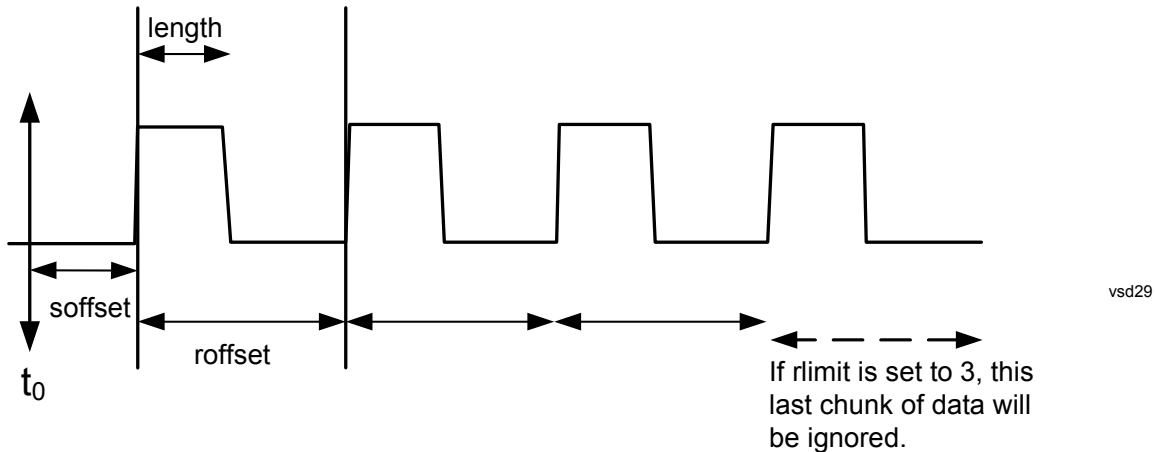 length
soffset
roffset
t₀
vsd29
If rlimit is set to 3, this
last chunk of data will
be ignored.